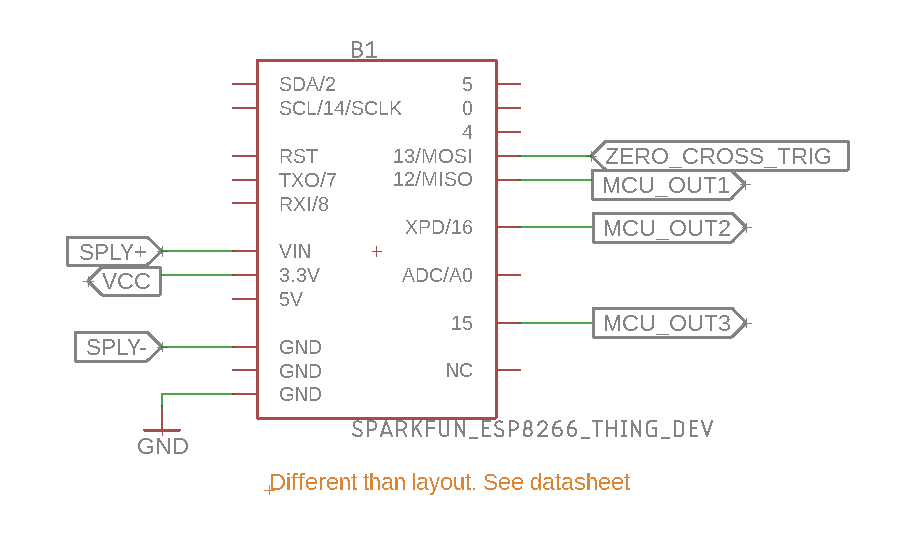 B1
SDA/2 5
SCL/14/SCLK 0
4
RST 13/MOSI ZERO_CROSS_TRIG
TXO/7 12/MISO MCU_OUT1
RXI/8
XPD/16 MCU_OUT2
SPLY+ VIN
VCC 3.3V ADC/A0
5V
15 MCU_OUT3
SPLY- GND
GND NC
GND
SPARKFUN_ESP8266_THING_DEV
GND
Different than layout. See datasheet